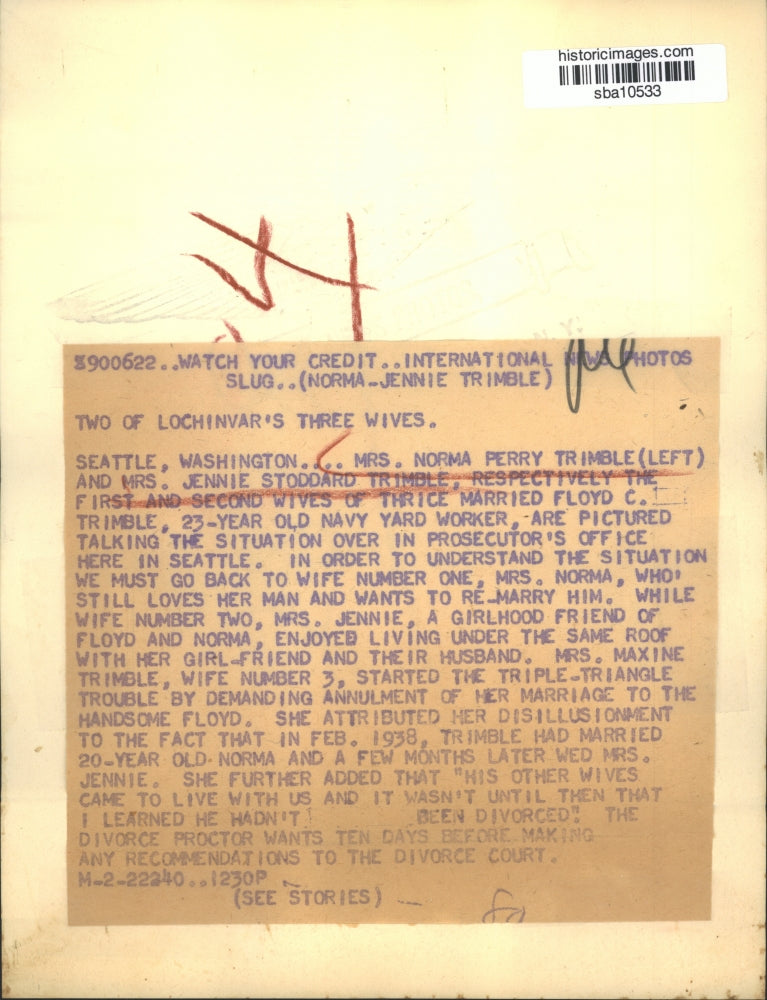 historicimages.com
sba10533
8900622..WATCH YOUR CREDIT..INTERNATIONAL NEWS PHOTOS
SLUG..(NORMA-JENNIE TRIMBLE)
TWO OF LOCHINVAR'S THREE WIVES.
SEATTLE, WASHINGTON.... MRS. NORMA PERRY TRIMBLE(LEFT)
AND MRS. JENNIE STODDARD TRIMBLE, RESPECTIVELY THE
FIRST AND SECOND WIVES OF THRICE MARRIED FLOYD C.
TRIMBLE, 23-YEAR OLD NAVY YARD WORKER, ARE PICTURED
TALKING THE SITUATION OVER IN PROSECUTOR'S OFFICE
HERE IN SEATTLE. IN ORDER TO UNDERSTAND THE SITUATION
WE MUST GO BACK TO WIFE NUMBER ONE, MRS. NORMA, WHO'
STILL LOVES HER MAN AND WANTS TO RE-MARRY HIM. WHILE
WIFE NUMBER TWO, MRS. JENNIE, A GIRLHOOD FRIEND OF
FLOYD AND NORMA, ENJOYED LIVING UNDER THE SAME ROOF
WITH HER GIRL-FRIEND AND THEIR HUSBAND. MRS. MAXINE
TRIMBLE, WIFE NUMBER 3, STARTED THE TRIPLE-TRIANGLE
TROUBLE BY DEMANDING ANNULMENT OF HER MARRIAGE TO THE
HANDSOME FLOYD. SHE ATTRIBUTED HER DISILLUSIONMENT
TO THE FACT THAT IN FEB. 1938, TRIMBLE HAD MARRIED
20-YEAR OLD NORMA AND A FEW MONTHS LATER WED MRS.
JENNIE. SHE FURTHER ADDED THAT "HIS OTHER WIVES
CAME TO LIVE WITH US AND IT WASN'T UNTIL THEN THAT
I LEARNED HE HADN'T BEEN DIVORCED". THE
DIVORCE PROCTOR WANTS TEN DAYS BEFORE MAKING
ANY RECOMMENDATIONS TO THE DIVORCE COURT.
M-2-22240..1230P
(SEE STORIES)